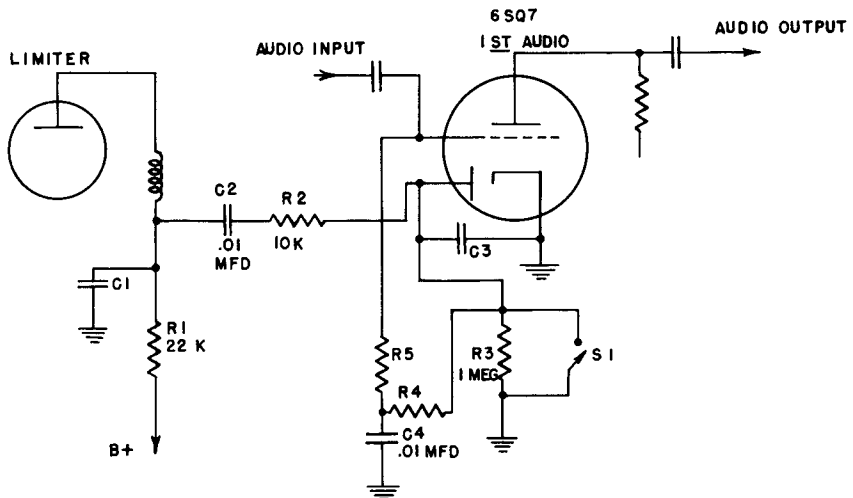 6SQ7
1ST AUDIO
AUDIO OUTPUT
AUDIO INPUT
LIMITER
C2
.01
MFD
R2
10K
C3
C1
R1
22 K
R5
R4
R3
1 MEG
S1
C4
.01 MFD
B+